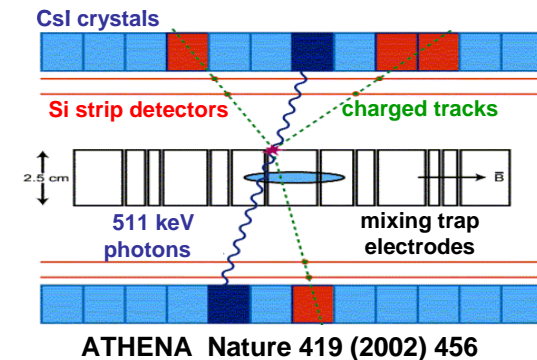 CsI crystals
Si strip detectors
charged tracks
2.5 cm
B
511 keV
photons
mixing trap
electrodes
ATHENA Nature 419 (2002) 456